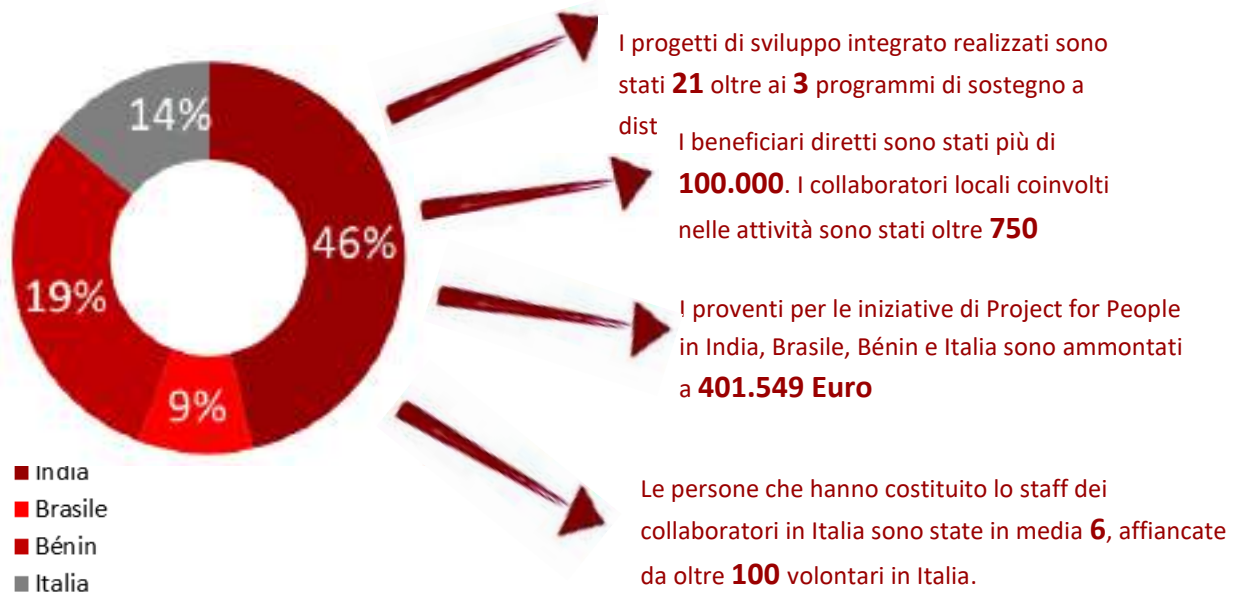 I progetti di sviluppo integrato realizzati sono
stati 21 oltre ai 3 programmi di sostegno a
dist
I beneficiari diretti sono stati più di
100.000. I collaboratori locali coinvolti
nelle attività sono stati oltre 750
I proventi per le iniziative di Project for People
in India, Brasile, Bénin e Italia sono ammontati
a 401.549 Euro
Le persone che hanno costituito lo staff dei
collaboratori in Italia sono state in media 6, affiancate
da oltre 100 volontari in Italia.
14%
46%
19%
9%
India
Brasile
Bénin
Italia